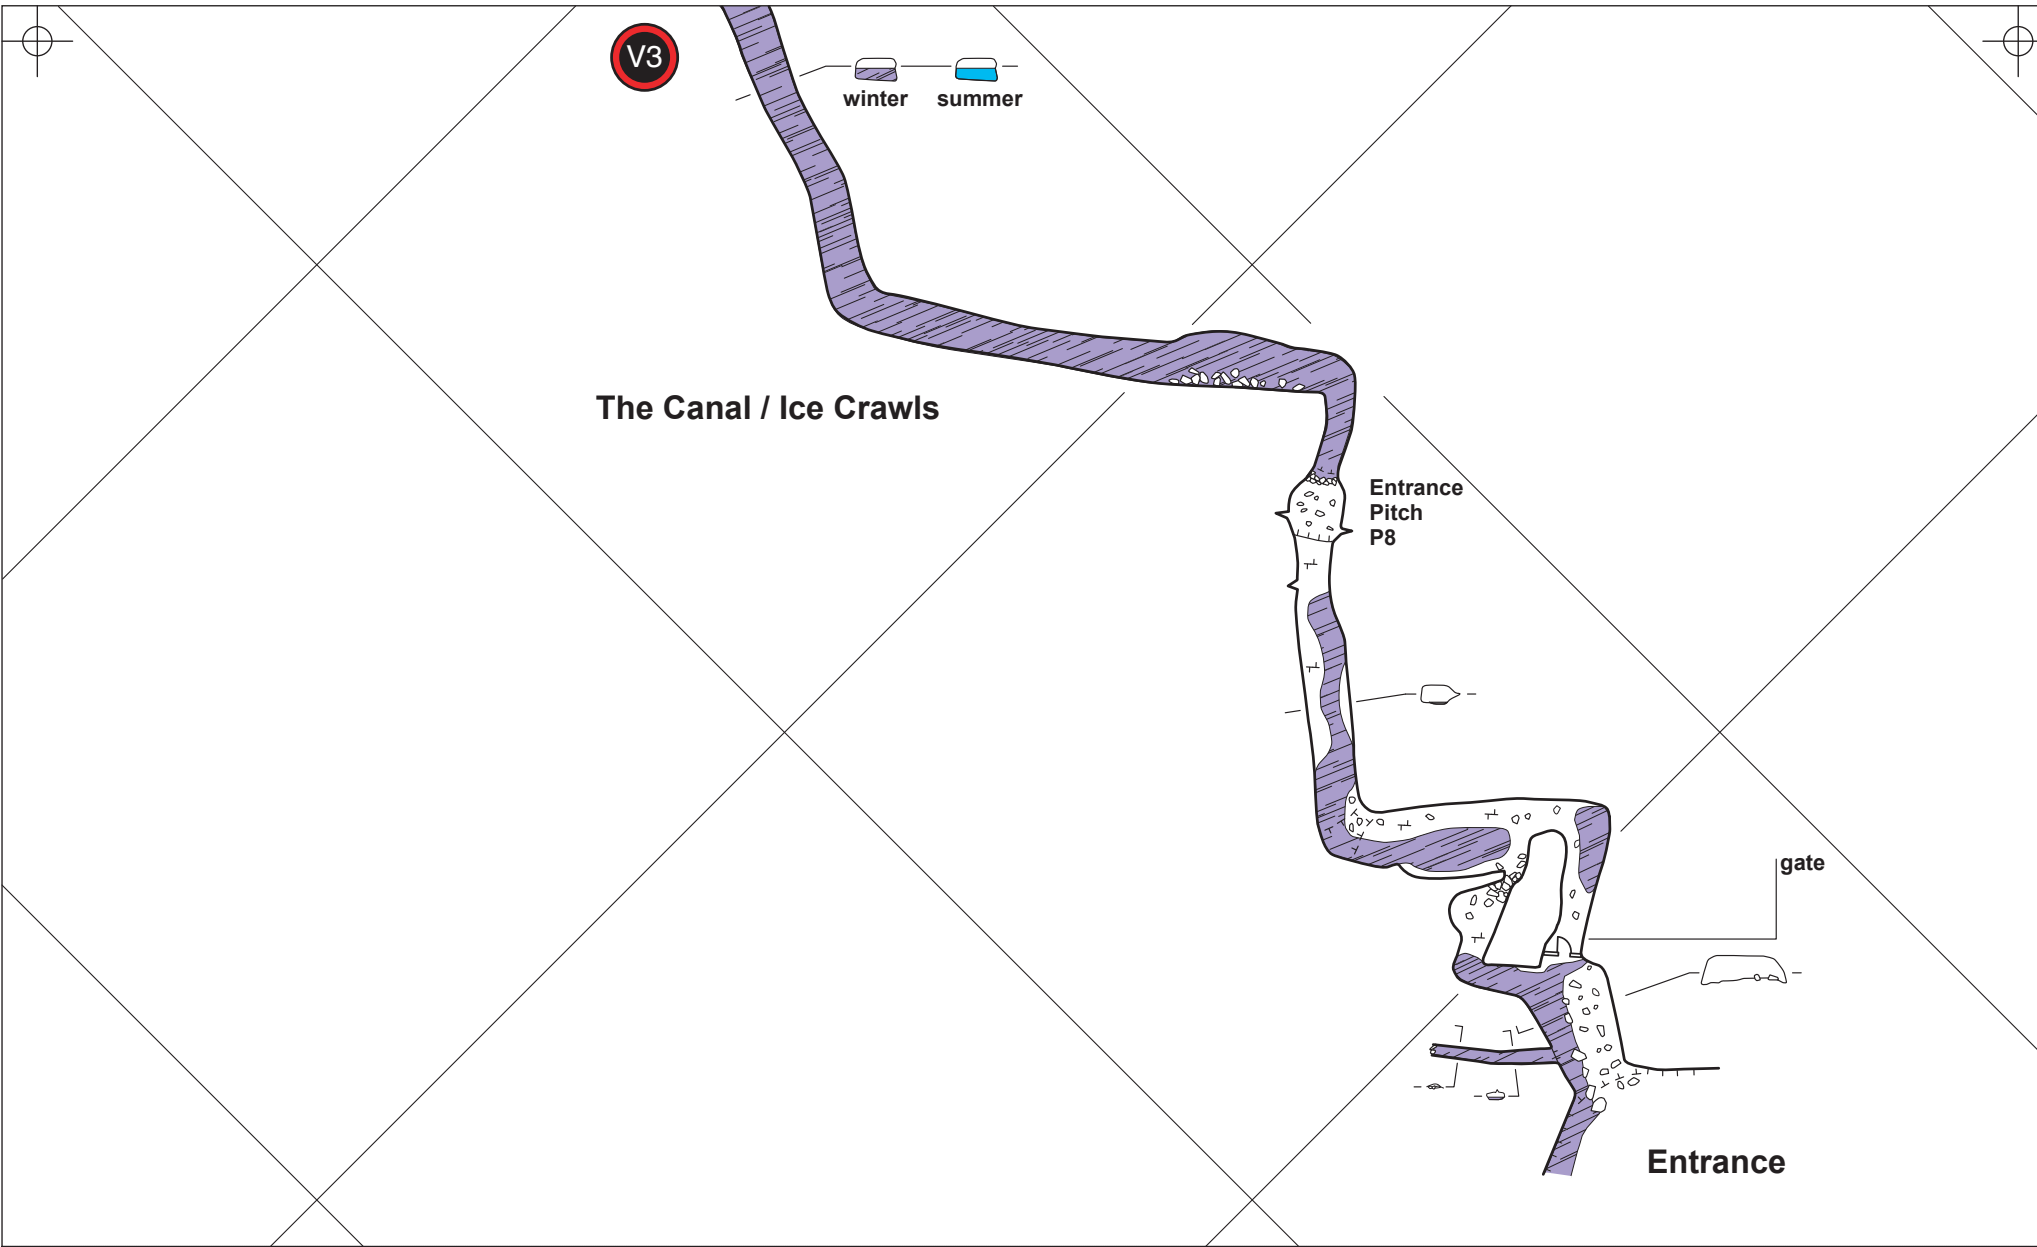 V3
winter summer
The Canal / Ice Crawls
Entrance
Pitch
P8
gate
Entrance